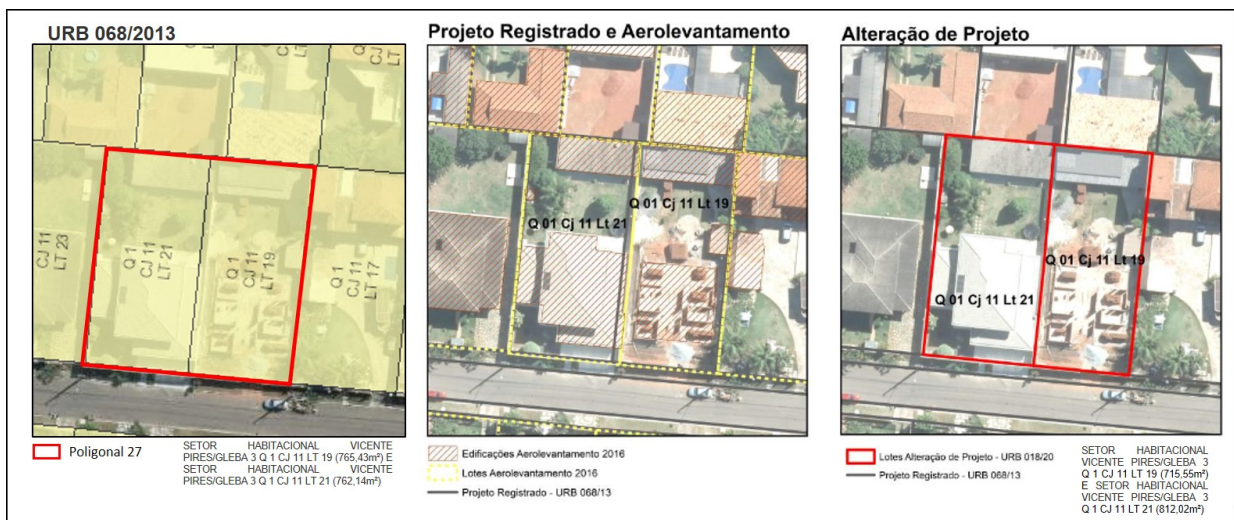 URB 068/2013
CJ 11
LT 23
Q 1
CJ 11
LT 21
Q 1
CJ 11
LT 19
Q 1
CJ 11
LT 17
Poligonal 27
SETOR HABITACIONAL VICENTE
PIRES/GLEBA 3 Q 1 CJ 11 LT 19 (765,43m²) E
SETOR HABITACIONAL VICENTE
PIRES/GLEBA 3 Q 1 CJ 11 LT 21 (762,14m²)
Projeto Registrado e Aerolevantamento
Q 01 Cj 11 Lt 19
Q 01 Cj 11 Lt 21
Edificações Aerolevantamento 2016
Lotes Aerolevantamento 2016
Projeto Registrado - URB 068/13
Alteração de Projeto
Q 01 Cj 11 Lt 19
Q 01 Cj 11 Lt 21
Lotes Alteração de Projeto - URB 018/20
Projeto Registrado - URB 068/13
SETOR HABITACIONAL
VICENTE PIRES/GLEBA 3
Q 1 CJ 11 LT 19 (715,55m²)
E SETOR HABITACIONAL
VICENTE PIRES/GLEBA 3
Q 1 CJ 11 LT 21 (812,02m²)